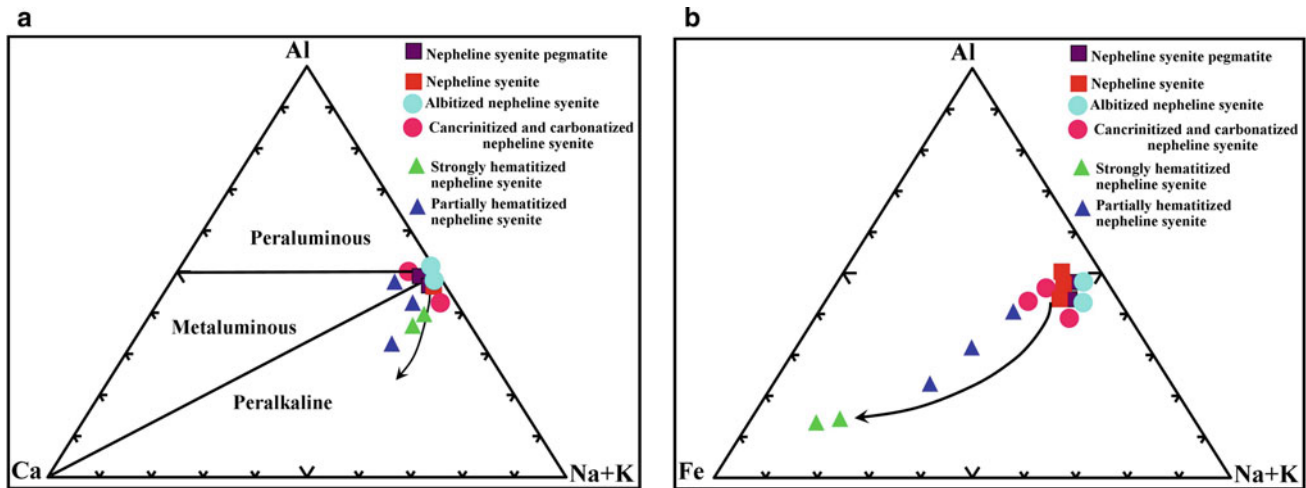 a
Al
Nepheline syenite pegmatite
Nepheline syenite
Albitized nepheline syenite
Cancrinitized and carbonatized
nepheline syenite
Strongly hematitized
nepheline syenite
Partially hematitized
nepheline syenite
Peraluminous
Metaluminous
Peralkaline
Ca
Na+K
b
Al
Nepheline syenite pegmatite
Nepheline syenite
Albitized nepheline syenite
Cancrinitized and carbonatized
nepheline syenite
Strongly hematitized
nepheline syenite
Partially hematitized
nepheline syenite
Fe
Na+K